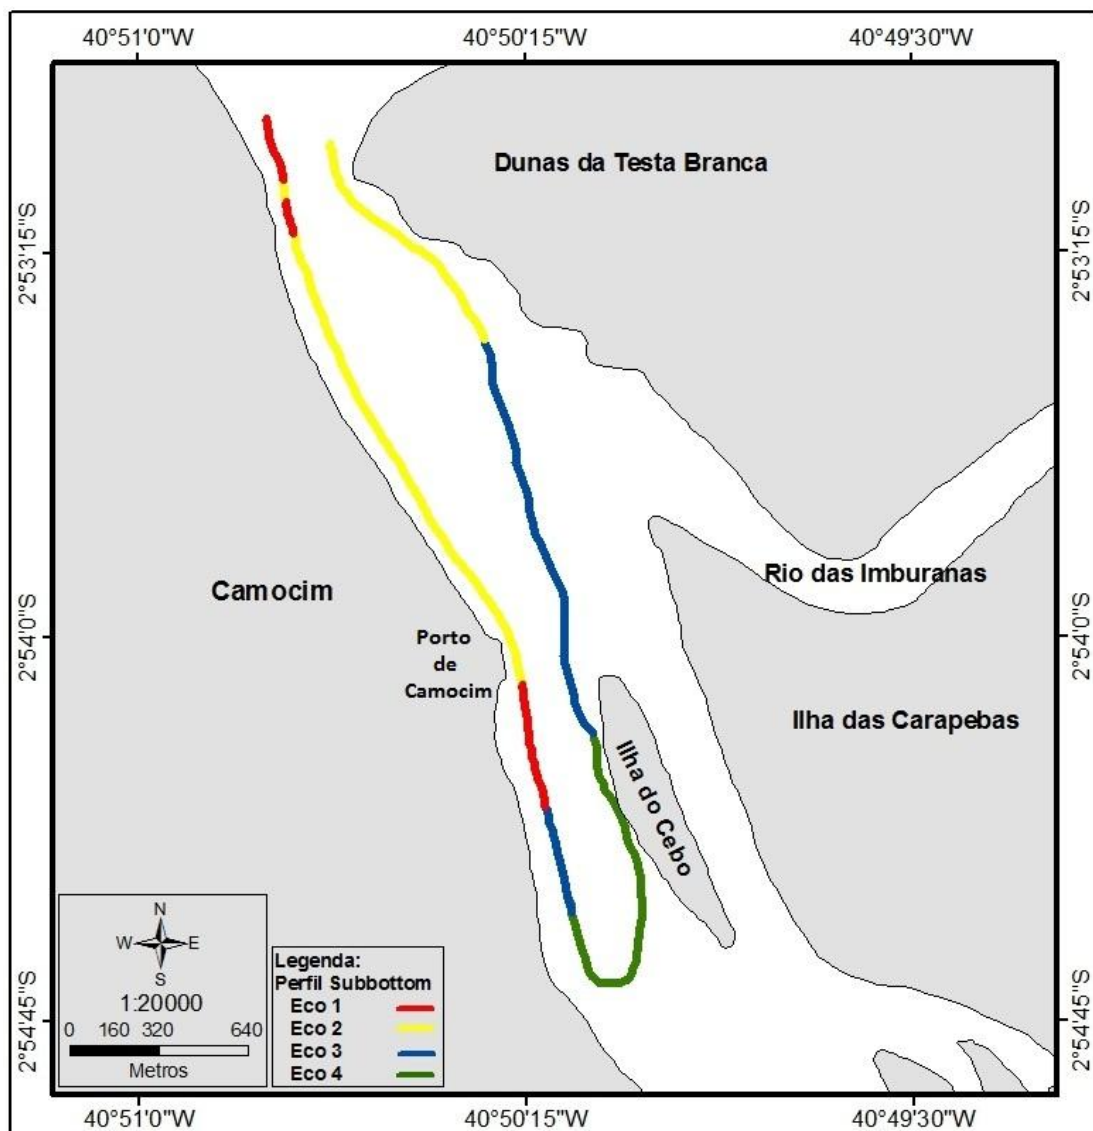 40°51'0"W 40°50'15"W 40°49'30"W
Dunas da Testa Branca
2°53'15"S
2°53'15"S
Rio das Imburanas
Camocim
2°54'0"S
2°54'0"S
Porto
de
Camocim
Ilha das Carapebas
Ilha do Cebo
N
W E
S
1:20000
0 160 320 640
Metros
Legenda:
Perfil Subbottom
Eco 1
Eco 2
Eco 3
Eco 4
2°54'45"S
2°54'45"S
40°51'0"W 40°50'15"W 40°49'30"W